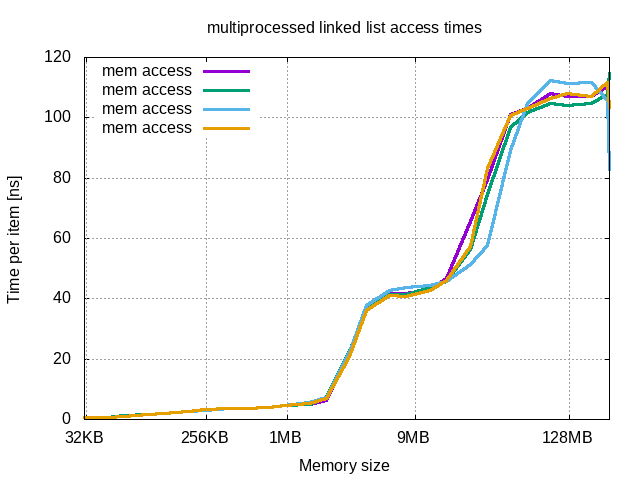 multiprocessed linked list access times
120
100
80
60
40
20
0
Time per item [ns]
mem access
mem access
mem access
mem access
32KB 256KB 1MB 9MB 128MB
Memory size